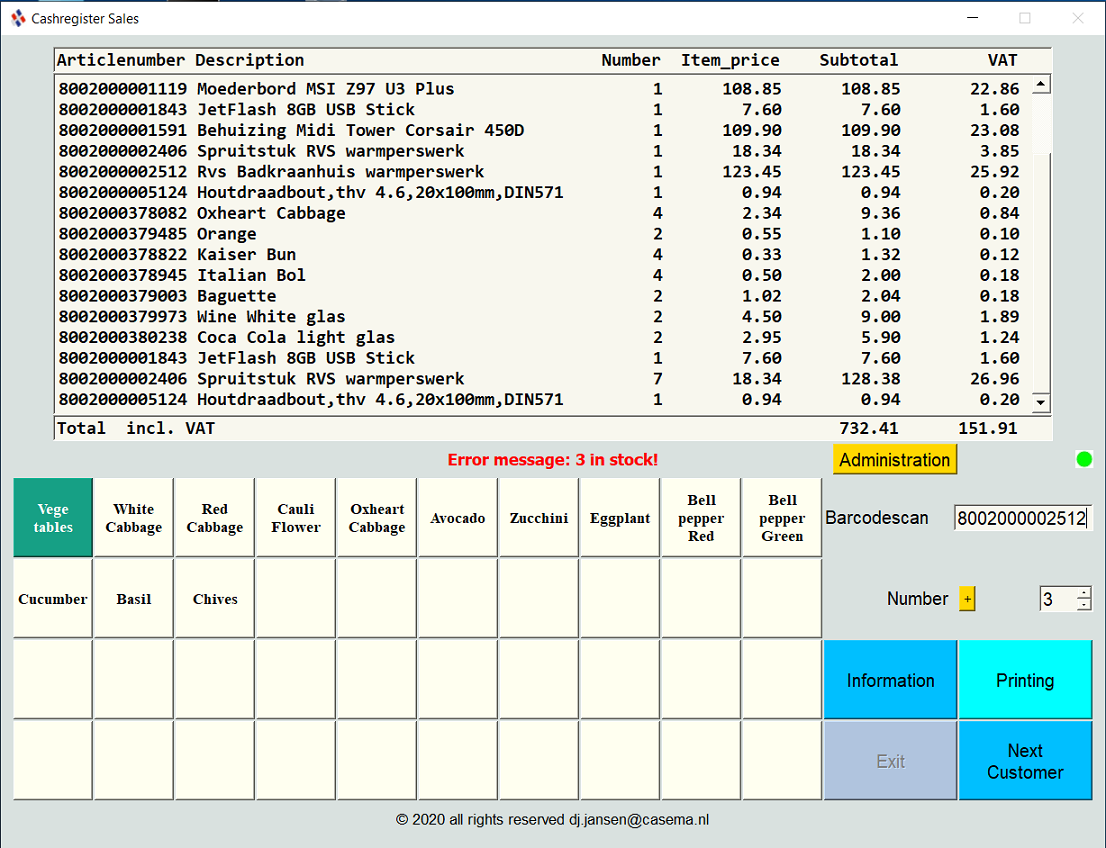 Cashregister Sales
Articlenumber Description Number Item_price Subtotal VAT
8002000001119 Moederbord MSI Z97 U3 Plus 1 108.85 108.85 22.86
8002000001843 JetFlash 8GB USB Stick 1 7.60 7.60 1.60
8002000001591 Behuizing Midi Tower Corsair 450D 1 109.90 109.90 23.08
8002000002406 Spruitstuk RVS warmperswerk 1 18.34 18.34 3.85
8002000002512 Rvs Badkraanhuis warmperswerk 1 123.45 123.45 25.92
8002000005124 Houtdraadbout,thv 4.6,20x100mm,DIN571 1 0.94 0.94 0.20
8002000378082 Oxheart Cabbage 4 2.34 9.36 0.84
8002000379485 Orange 2 0.55 1.10 0.10
8002000378822 Kaiser Bun 4 0.33 1.32 0.12
8002000378945 Italian Bol 4 0.50 2.00 0.18
8002000379003 Baguette 2 1.02 2.04 0.18
8002000379973 Wine White glas 2 4.50 9.00 1.89
8002000380238 Coca Cola light glas 2 2.95 5.90 1.24
8002000001843 JetFlash 8GB USB Stick 1 7.60 7.60 1.60
8002000002406 Spruitstuk RVS warmperswerk 7 18.34 128.38 26.96
8002000005124 Houtdraadbout,thv 4.6,20x100mm,DIN571 1 0.94 0.94 0.20
Total incl. VAT 732.41 151.91
Error message: 3 in stock!
Administration
Vege
tables
White
Cabbage
Red
Cabbage
Cauli
Flower
Oxheart
Cabbage
Avocado
Zucchini
Eggplant
Bell
pepper
Red
Bell
pepper
Green
Barcodescan 8002000002512
Cucumber
Basil
Chives
Number + 3
Information
Printing
Exit
Next
Customer
© 2020 all rights reserved dj.jansen@casema.nl